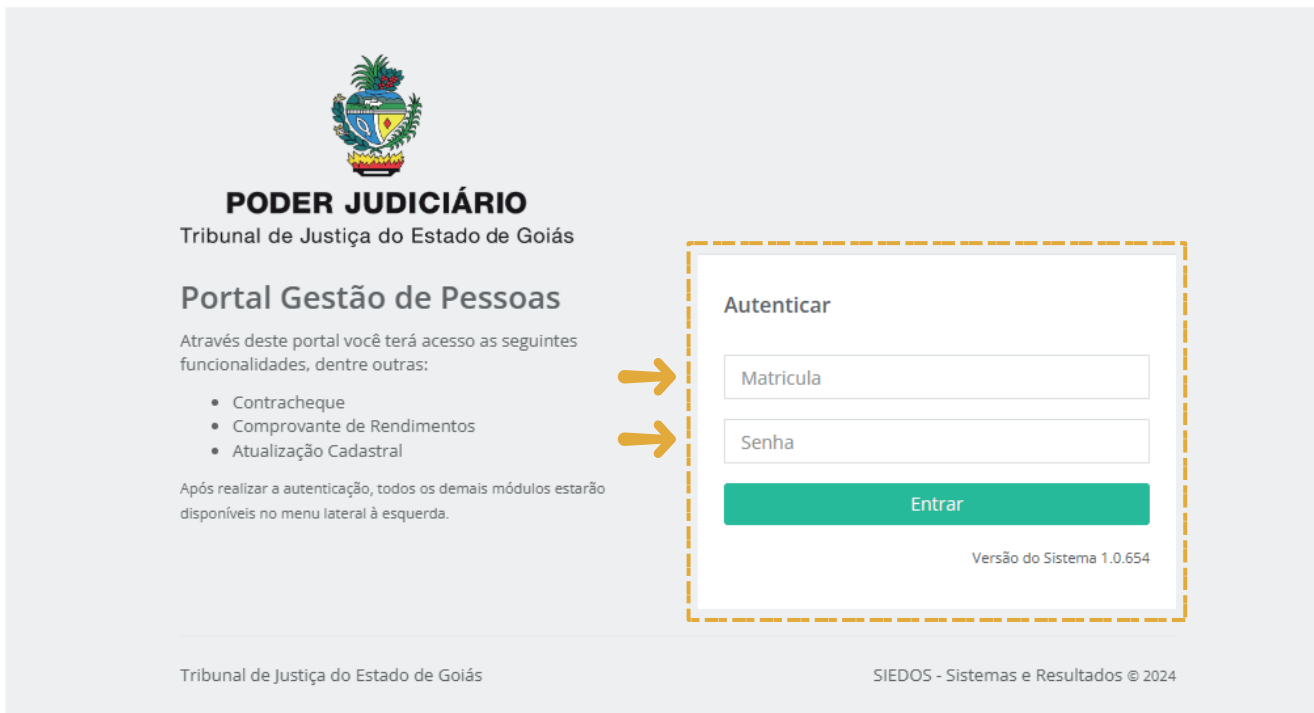 PODER JUDICIÁRIO
Tribunal de Justiça do Estado de Goiás
Portal Gestão de Pessoas
Através deste portal você terá acesso as seguintes
funcionalidades, dentre outras:
• Contracheque
• Comprovante de Rendimentos
• Atualização Cadastral
Após realizar a autenticação, todos os demais módulos estarão
disponíveis no menu lateral à esquerda.
Autenticar
Matricula
Senha
Entrar
Versão do Sistema 1.0.654
Tribunal de Justiça do Estado de Goiás
SIEDOS - Sistemas e Resultados © 2024